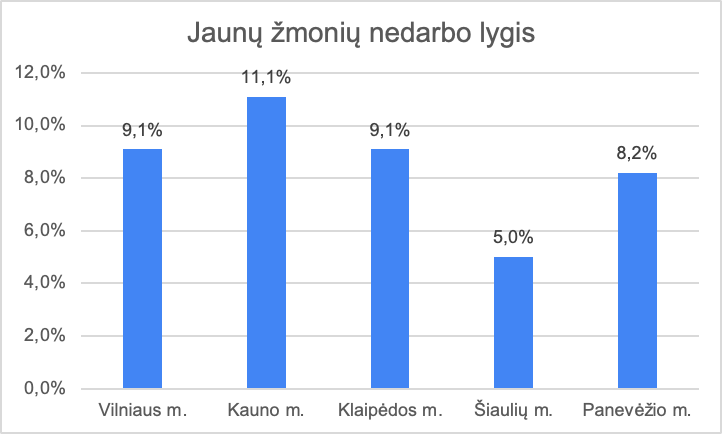 Jaunų žmonių nedarbo lygis
12,0%
10,0%
8,0%
6,0%
4,0%
2,0%
0,0%
9,1%
11,1%
9,1%
5,0%
8,2%
Vilniaus m.
Kauno m.
Klaipėdos m.
Šiaulių m.
Panevėžio m.